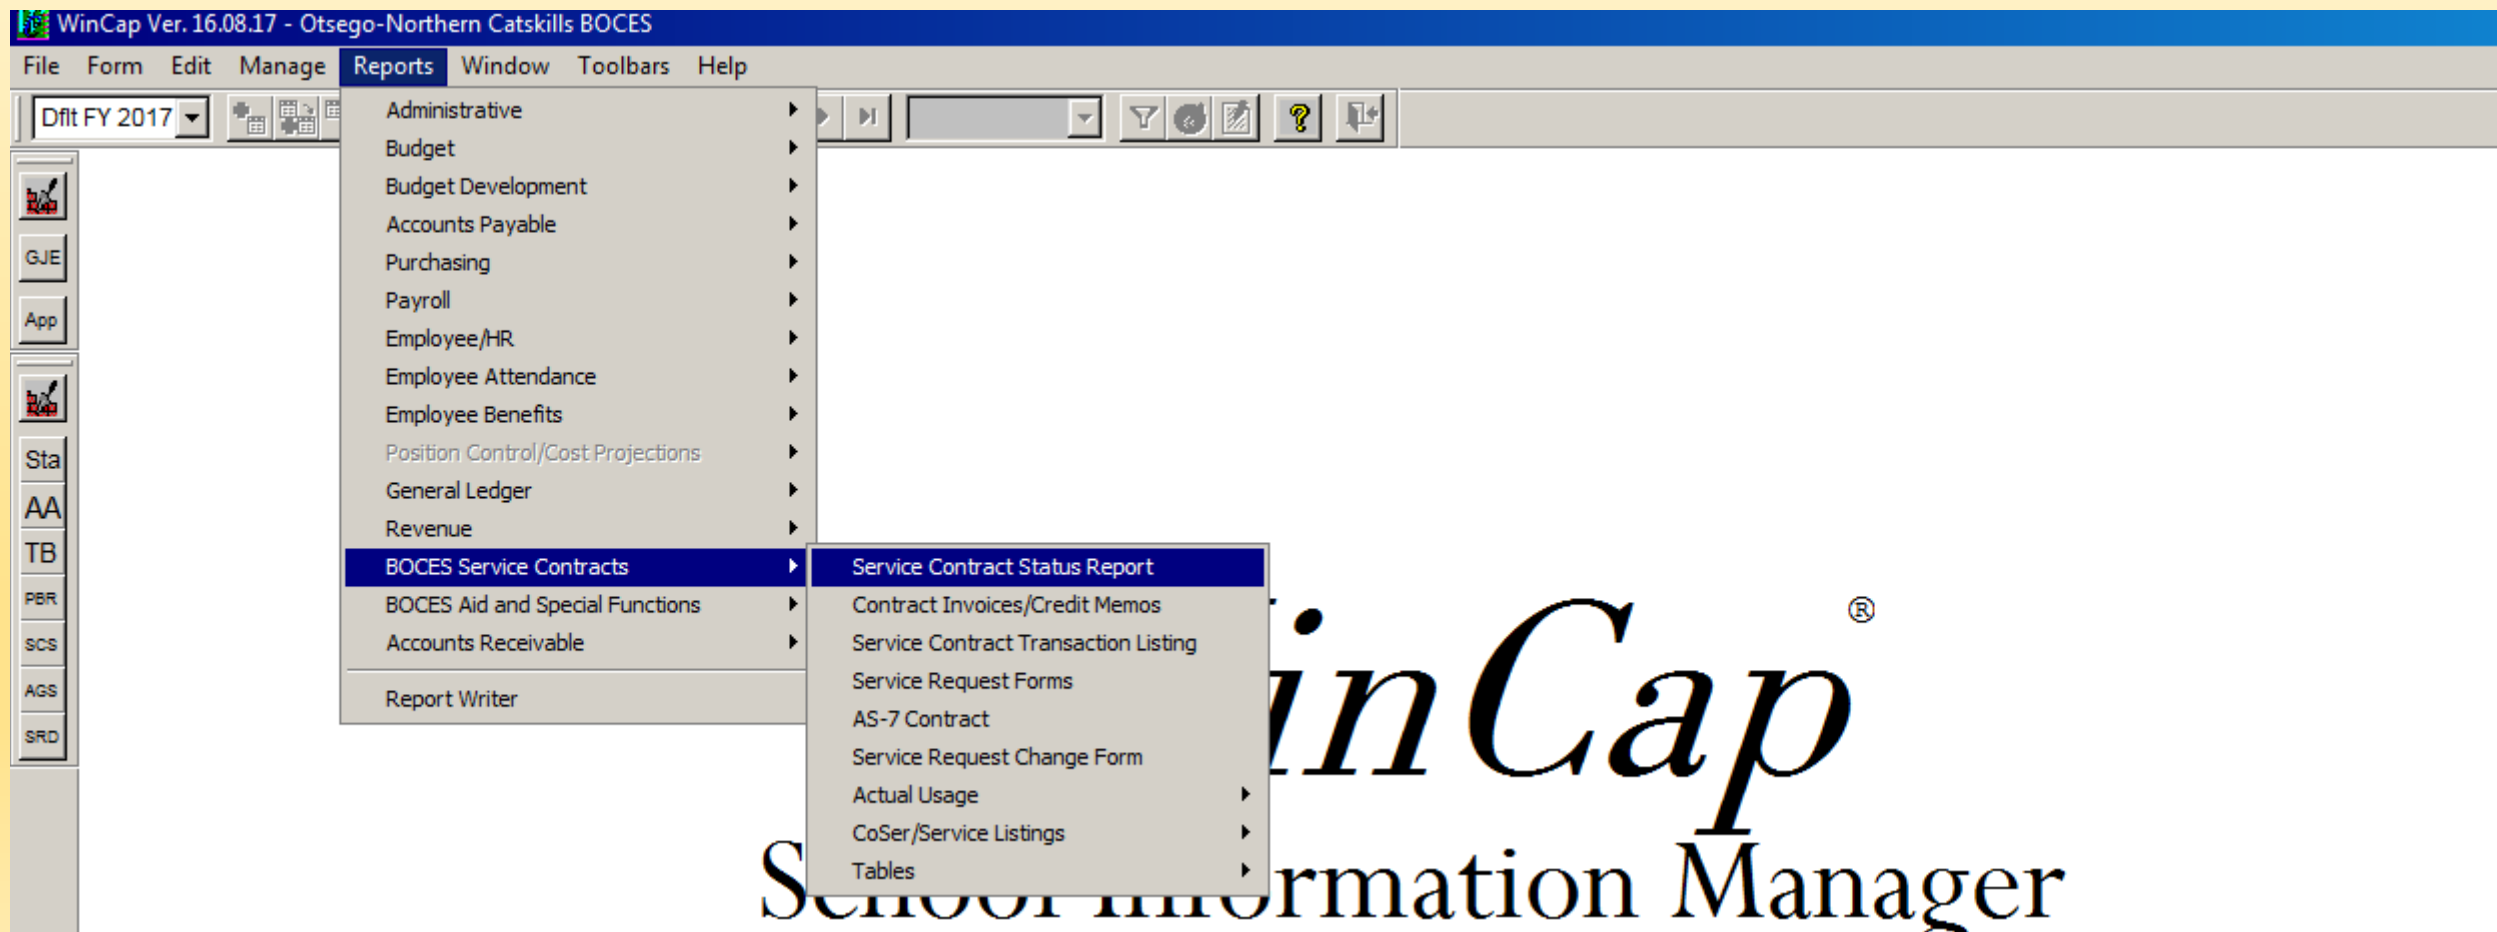 WinCap Ver. 16.08.17 - Otsego-Northern Catskills BOCES
File Form Edit Manage Reports Window Toolbars Help
Dflt FY 2017
GJE
App
Sta
AA
TB
PBR
SCS
AGS
SRD
Administrative
Budget
Budget Development
Accounts Payable
Purchasing
Payroll
Employee/HR
Employee Attendance
Employee Benefits
Position Control/Cost Projections
General Ledger
Revenue
BOCES Service Contracts
BOCES Aid and Special Functions
Accounts Receivable
Report Writer
Service Contract Status Report
Contract Invoices/Credit Memos
Service Contract Transaction Listing
Service Request Forms
AS-7 Contract
Service Request Change Form
Actual Usage
CoSer/Service Listings
Tables
inCap ®
School Information Manager